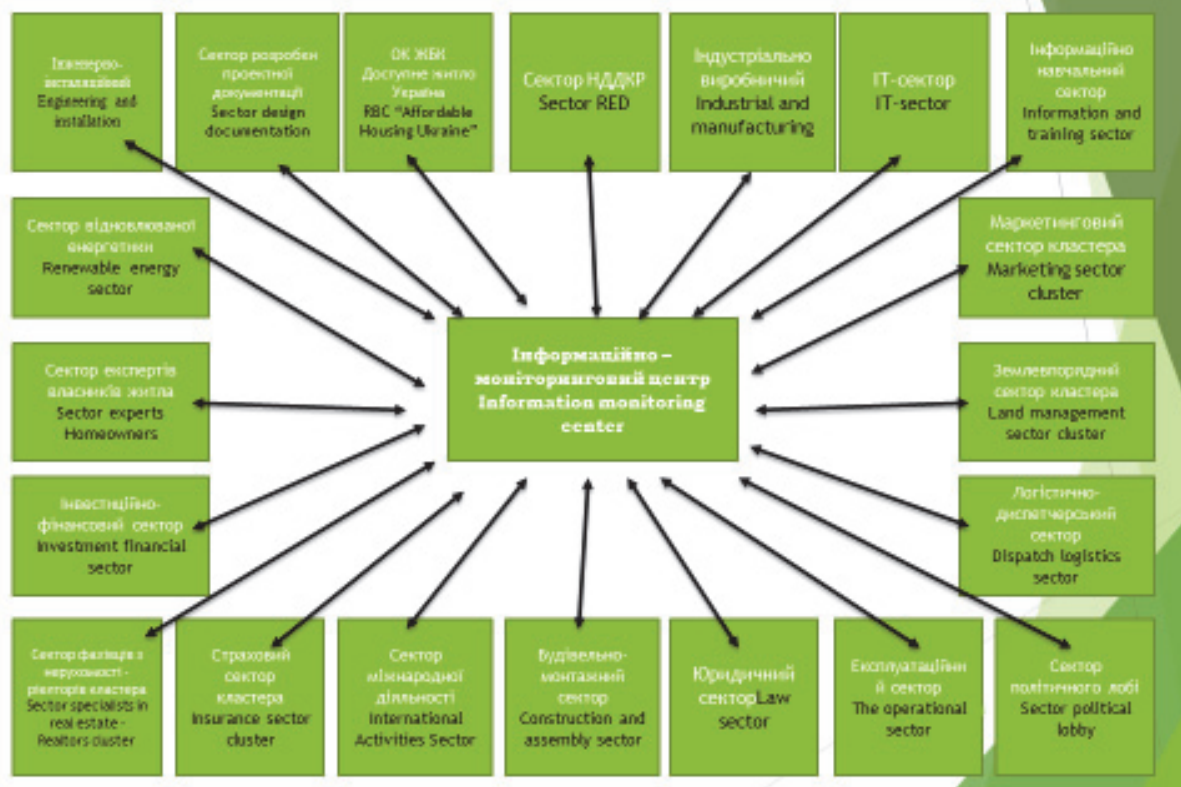 Інженерно-
інсталяційний
Engineering and
installation
Сектор розробки
проектної
документації
Sector design
documentation
ОК ЖБК
Доступне житло
Україна
RBC "Affordable
Housing Ukraine"
Сектор НДДКР
Sector RED
Індустріально
виробничий
Industrial and
manufacturing
IT-сектор
IT-sector
Інформаційно
навчальний
сектор
Information and
training sector
Сектор відновлюваної
енергетики
Renewable energy
sector
Маркетинговий
сектор кластера
Marketing sector
cluster
Інформаційно –
моніторинговий центр
Information monitoring
center
Сектор експертів
власників житла
Sector experts
Homeowners
Землевпорядний
сектор кластера
Land management
sector cluster
Інвестиційно-
фінансовий сектор
Investment financial
sector
Логістично-
диспетчерський
сектор
Dispatch logistics
sector
Сектор фахівців з
нерухомості -
рієлторів кластера
Sector specialists in
real estate -
Realtors cluster
Страховий
сектор
кластера
Insurance sector
cluster
Сектор
міжнародної
діяльності
International
Activities Sector
Будівельно-
монтажний
сектор
Construction and
assembly sector
Юридичний
секторLaw
sector
Експлуатаційни
й сектор
The operational
sector
Сектор
політичного лобі
Sector political
lobby